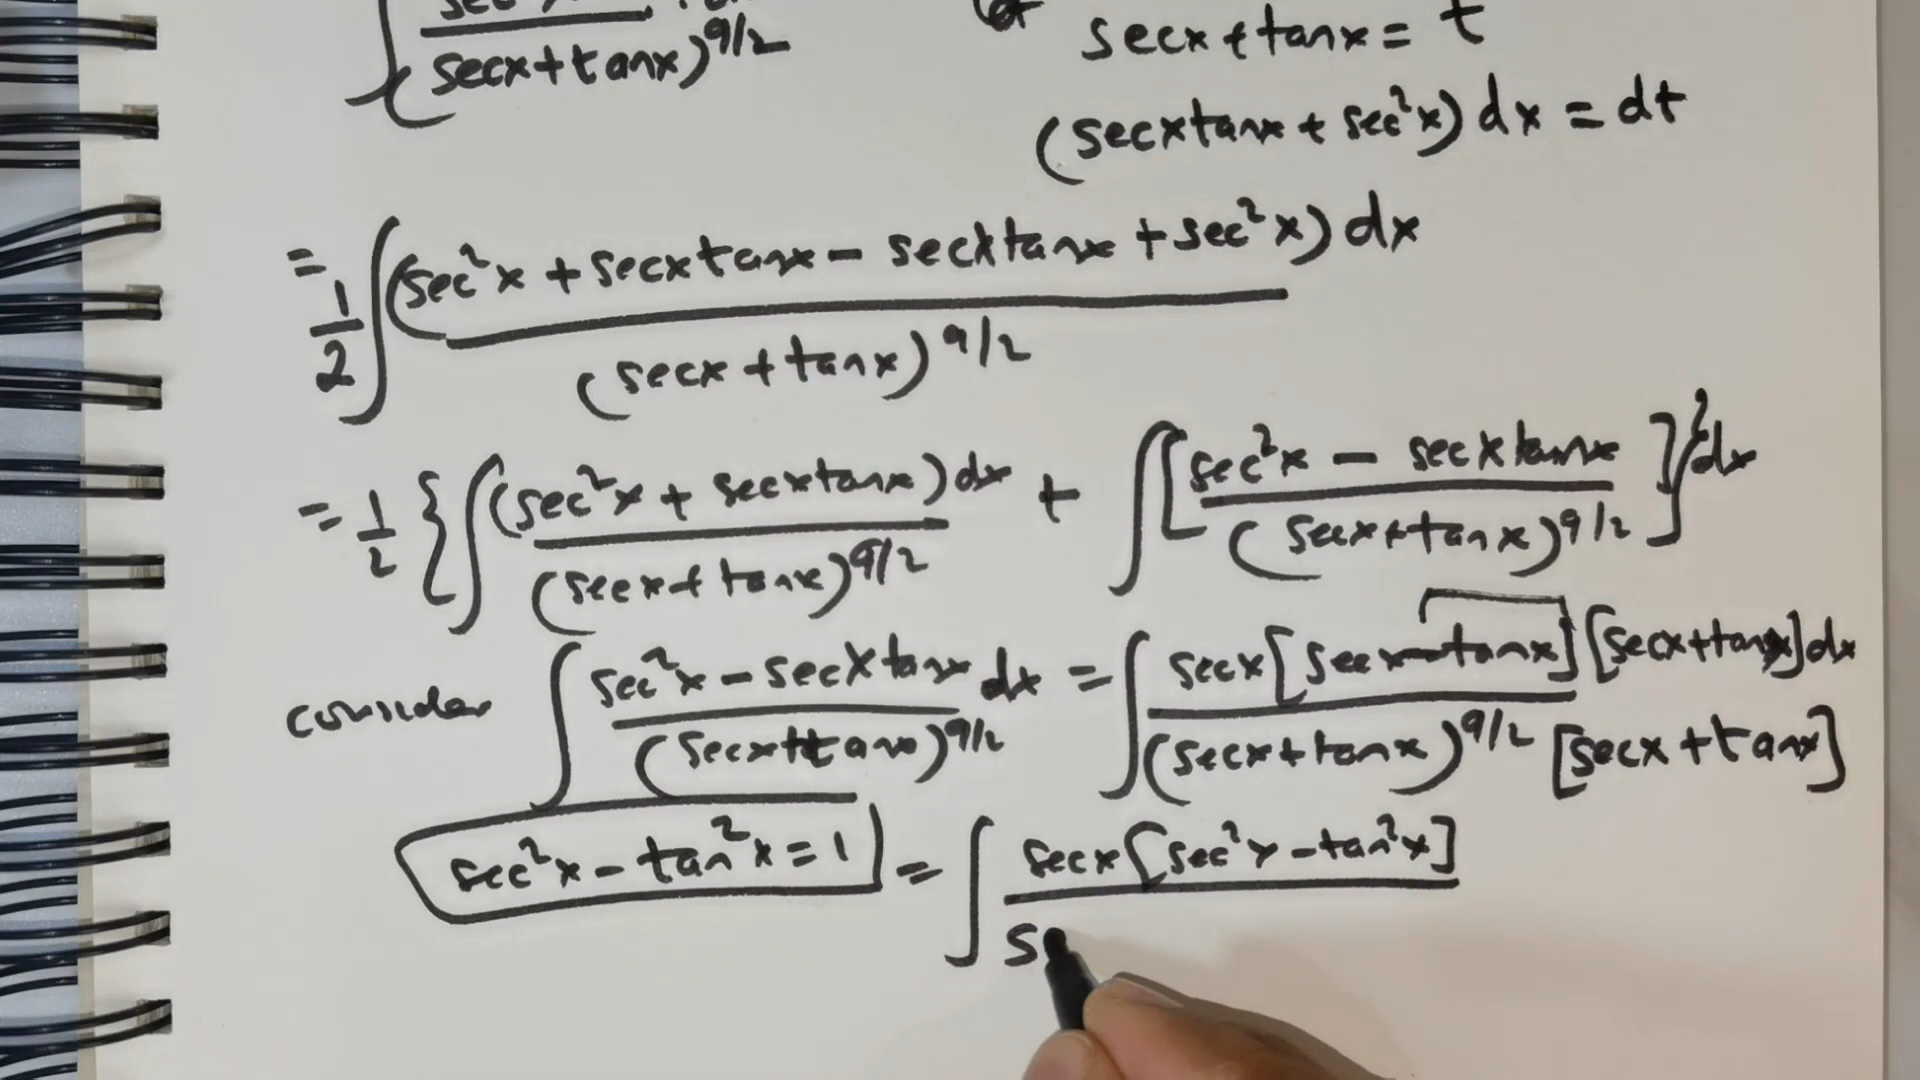 ∫ sec²x / (secx+tanx)^9/2
secx+tanx = t
(secxtanx + sec²x) dx = dt
= 1/2 ∫ (sec²x + secxtanx - secxtanx + sec²x) dx / (secx + tanx)^9/2
= 1/2 { ∫ (sec²x + secxtanx) dx / (secx + tanx)^9/2 + ∫ [ sec²x - secxtanx / (secx+tanx)^9/2 ] } dx
consider ∫ sec²x - secxtanx / (secx+tanx)^9/2 dx = ∫ secx[secx-tanx] [secx+tanx]dx / (secx+tanx)^9/2 [secx+tanx]
sec²x - tan²x = 1 = ∫ secx[sec²x - tan²x] / s